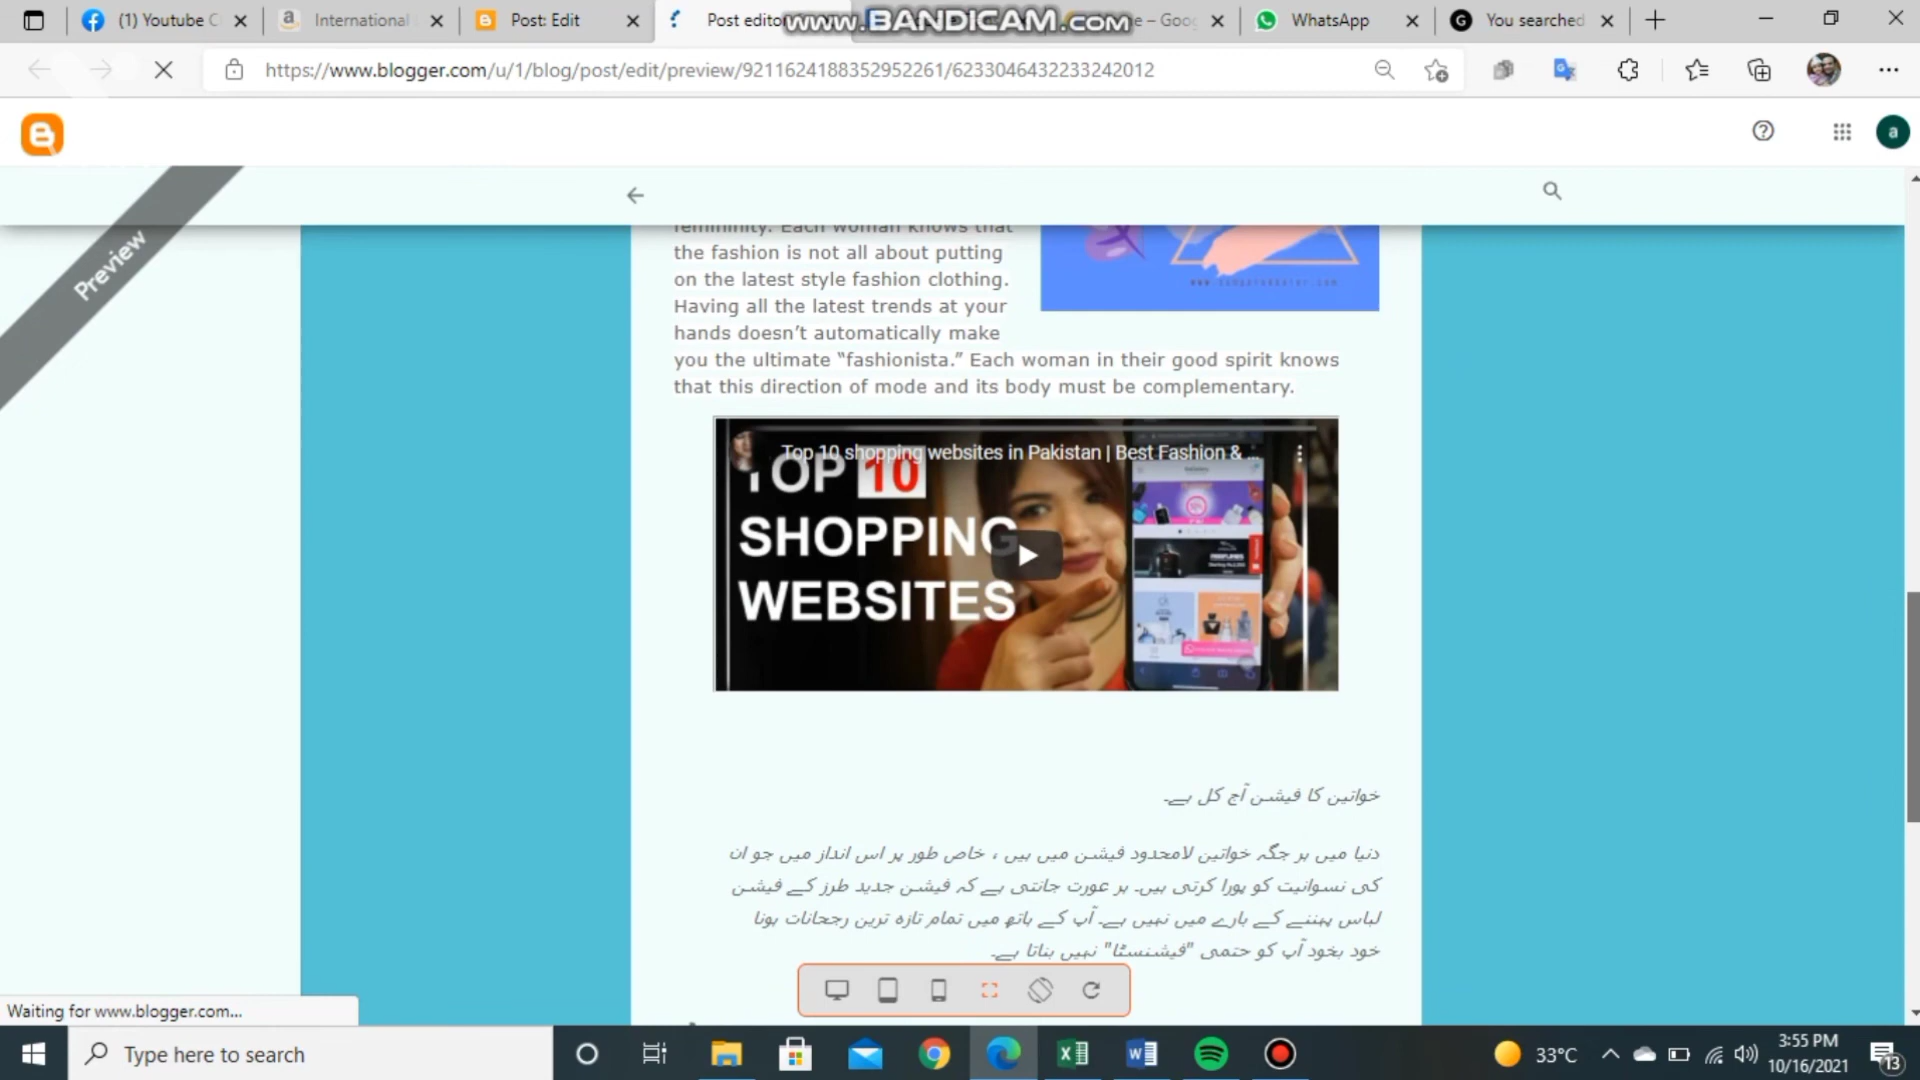 (1) Youtube C
International
Post: Edit
Post editor
www.BANDICAM.com
e – Goo
WhatsApp
You searched
https://www.blogger.com/u/1/blog/post/edit/preview/9211624188352952261/6233046432233242012
a
Preview
femininity. Each woman knows that
the fashion is not all about putting
on the latest style fashion clothing.
Having all the latest trends at your
hands doesn’t automatically make
you the ultimate “fashionista.” Each woman in their good spirit knows
that this direction of mode and its body must be complementary.
Top 10 shopping websites in Pakistan | Best Fashion & ...
TOP 10
SHOPPING
WEBSITES
خواتین کا فیشن آج کل ہے۔
دنیا میں ہر جگہ خواتین لامحدود فیشن میں ہیں ، خاص طور پر اس انداز میں جو ان
کی نسوانیت کو پورا کرتی ہیں۔ ہر عورت جانتی ہے کہ فیشن جدید طرز کے فیشن
لباس پہننے کے بارے میں نہیں ہے۔ آپ کے ہاتھ میں تمام تازہ ترین رجحانات ہونا
خود بخود آپ کو حتمی "فیشنسٹا" نہیں بناتا ہے۔
Waiting for www.blogger.com...
Type here to search
33°C
3:55 PM
10/16/2021
13